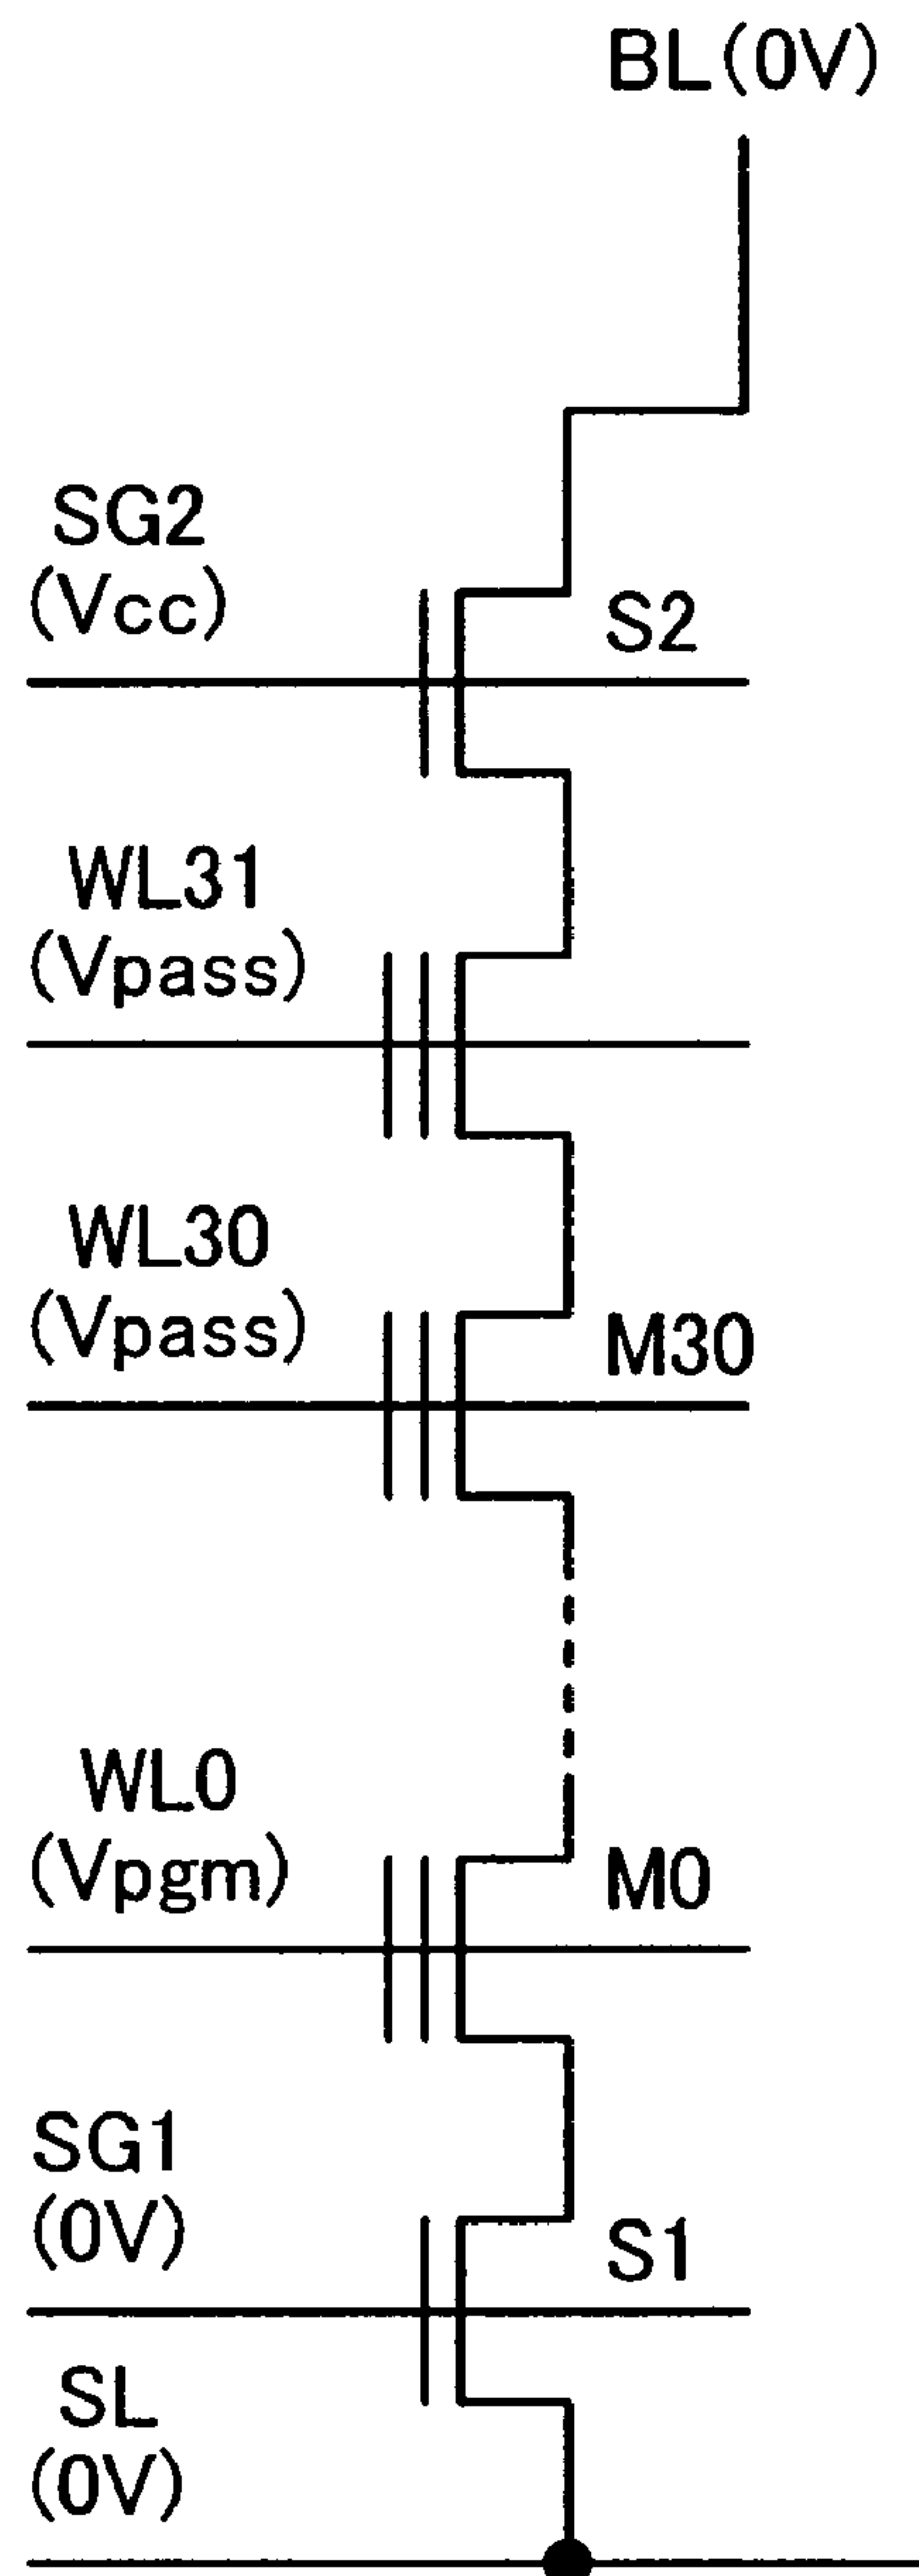 BL(0V)
SG2
(Vcc)
S2
WL31
(Vpass)
WL30
(Vpass)
M30
WL0
(Vpgm)
M0
SG1
(0V)
S1
SL
(0V)